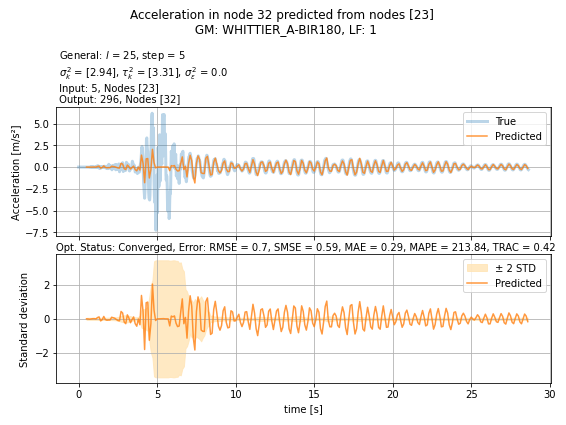 Acceleration in node 32 predicted from nodes [23]
GM: WHITTIER_A-BIR180, LF: 1
General: l = 25, step = 5
σ²ₖ = [2.94], τ²ₖ = [3.31], σ²ₑ = 0.0
Input: 5, Nodes [23]
Output: 296, Nodes [32]
Acceleration [m/s²]
5.0
2.5
0.0
−2.5
−5.0
−7.5
True
Predicted
Opt. Status: Converged, Error: RMSE = 0.7, SMSE = 0.59, MAE = 0.29, MAPE = 213.84, TRAC = 0.42
Standard deviation
2
0
−2
± 2 STD
Predicted
0 5 10 15 20 25 30
time [s]